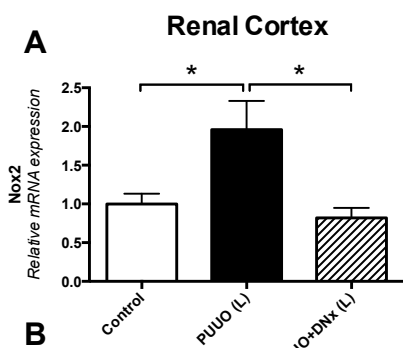 A
Renal Cortex
*
*
Nox2
Relative mRNA expression
2.5
2.0
1.5
1.0
0.5
0.0
Control
PUUO (L)
IO+DNx (L)
B